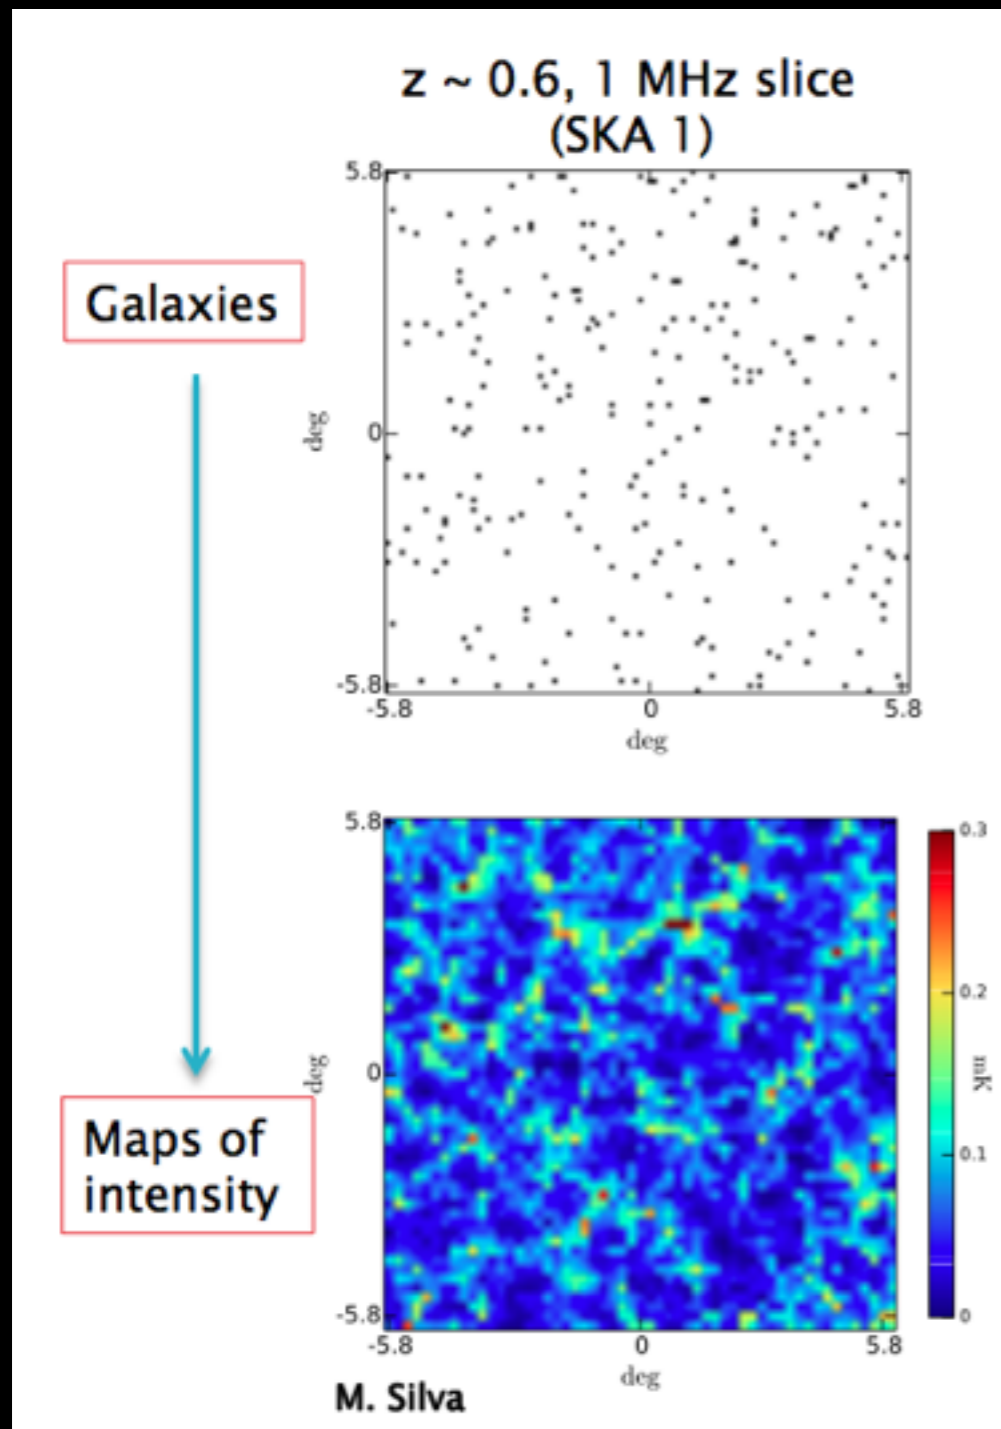 z ~ 0.6, 1 MHz slice
(SKA 1)
Galaxies
5.8
0
-5.8
deg
-5.8
0
5.8
deg
Maps of
intensity
5.8
0
-5.8
deg
-5.8
0
5.8
deg
0.3
0.2
0.1
0
mK
M. Silva